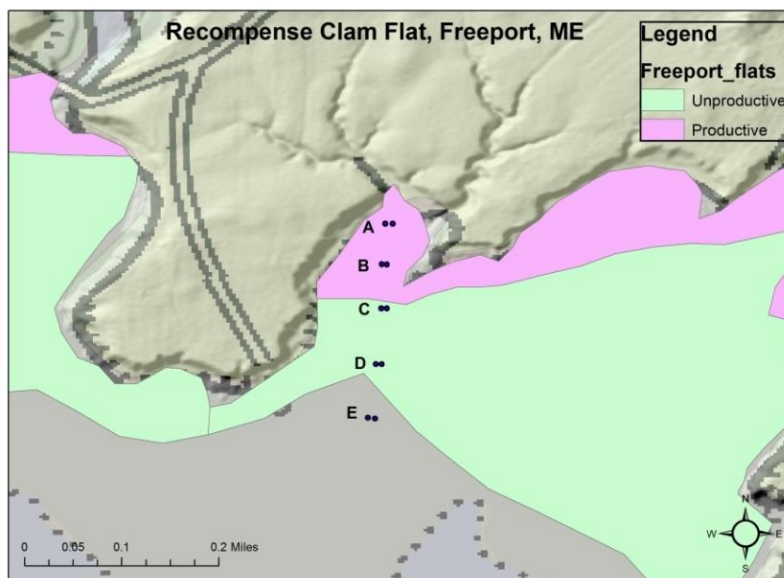 Recompense Clam Flat, Freeport, ME
Legend
Freeport_flats
Unproductive
Productive
A
B
C
D
E
0 0.05 0.1 0.2 Miles
N
W E
S